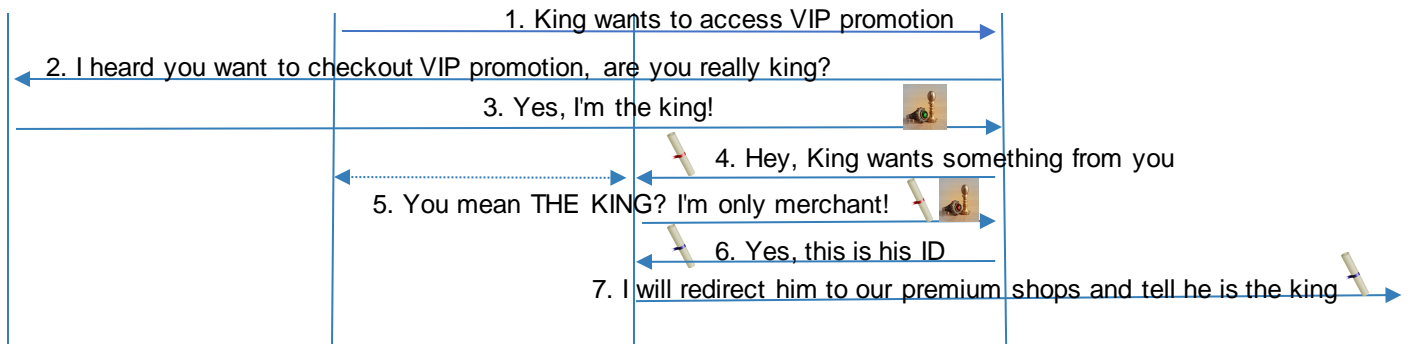 1. King wants to access VIP promotion
2. I heard you want to checkout VIP promotion, are you really king?
3. Yes, I'm the king!
4. Hey, King wants something from you
5. You mean THE KING? I'm only merchant!
6. Yes, this is his ID
7. I will redirect him to our premium shops and tell he is the king